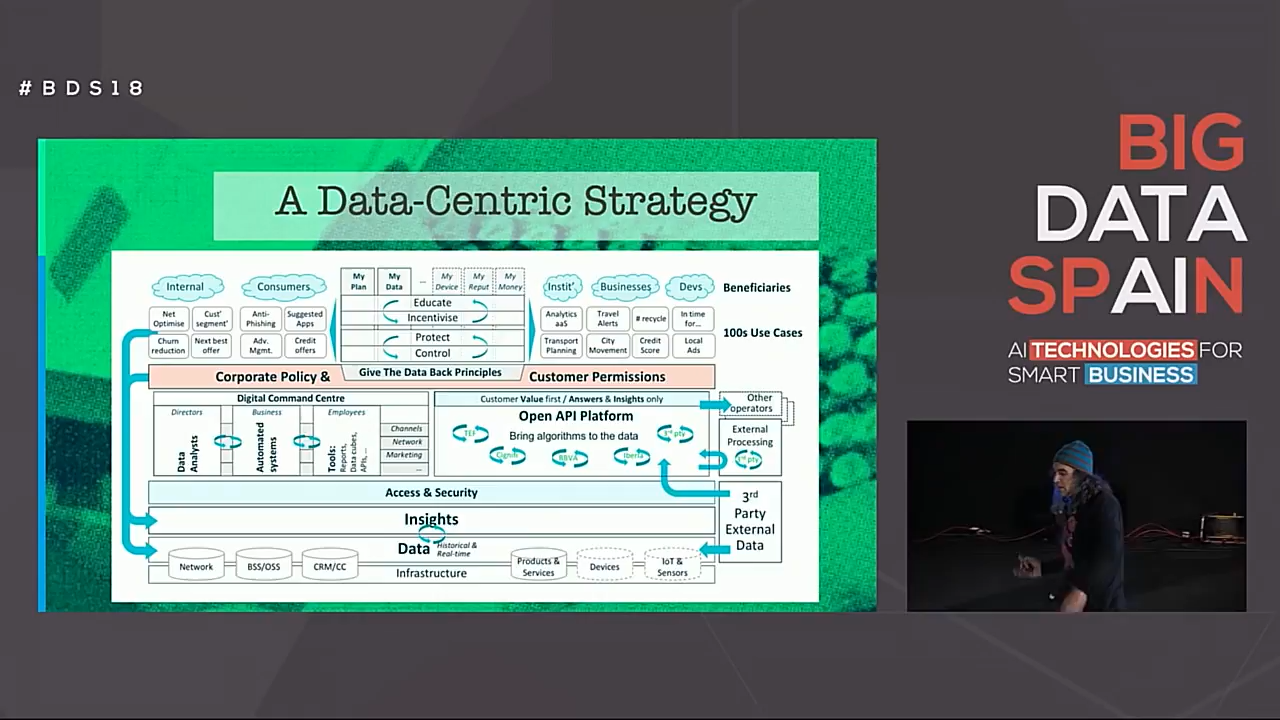 #BDS18
BIG
DATA
SPAIN
AI TECHNOLOGIES FOR
SMART BUSINESS
A Data-Centric Strategy
Internal
Consumers
My Plan
My Data
...
My Device
My Reput
My Money
Instit'
Businesses
Devs
Beneficiaries
Net Optimise
Cust' segment'
Anti-Phishing
Suggested Apps
Educate
Incentivise
Analytics aaS
Travel Alerts
# recycle
In time for...
100s Use Cases
Churn reduction
Next best offer
Adv. Mgmt.
Credit offers
Protect
Control
Transport Planning
City Movement
Credit Score
Local Ads
Corporate Policy &
Give The Data Back Principles
Customer Permissions
Digital Command Centre
Directors
Business
Employees
Data Analysts
Automated systems
Tools:
Reports, Data cubes, APIs, ...
Channels
Network
Marketing
...
Customer Value first / Answers & Insights only
Open API Platform
Bring algorithms to the data
TEF
3rd pty
BBVA
Iberia
Other operators
External Processing
3rd pty
Access & Security
3rd Party External Data
Insights
Data
Historical & Real-time
Network
BSS/OSS
CRM/CC
Products & Services
Devices
IoT & Sensors
Infrastructure